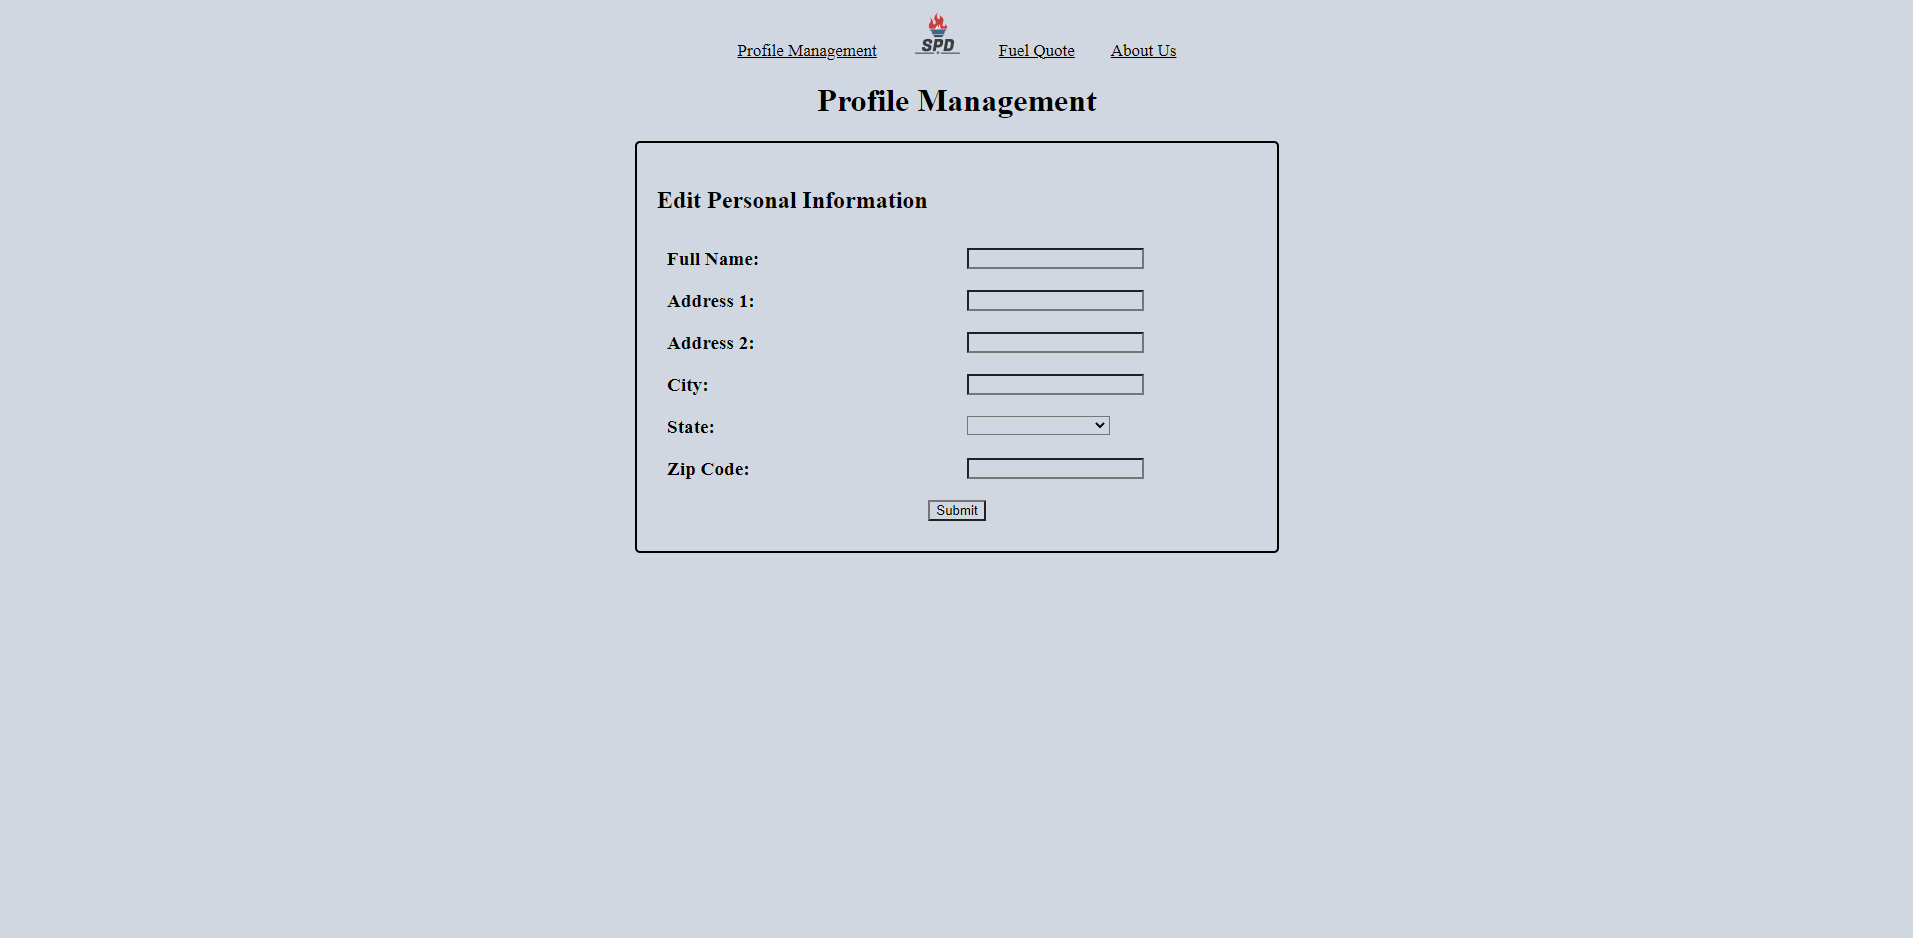 Profile Management SPD Fuel Quote About Us
Profile Management
Edit Personal Information
Full Name:
Address 1:
Address 2:
City:
State:
Zip Code:
Submit